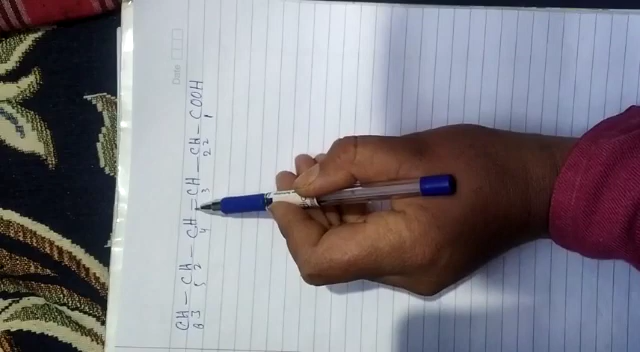 Date
CH₃ - CH₂ - CH = CH - CH₂ - COOH
6 5 4 3 2 1